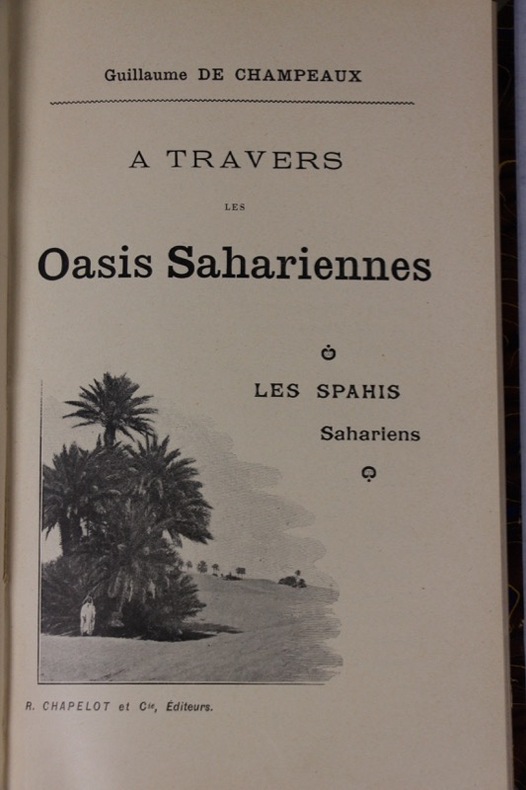 Guillaume DE CHAMPEAUX
A TRAVERS
LES
Oasis Sahariennes
LES SPAHIS
Sahariens
R. CHAPELOT et Cie, Éditeurs.